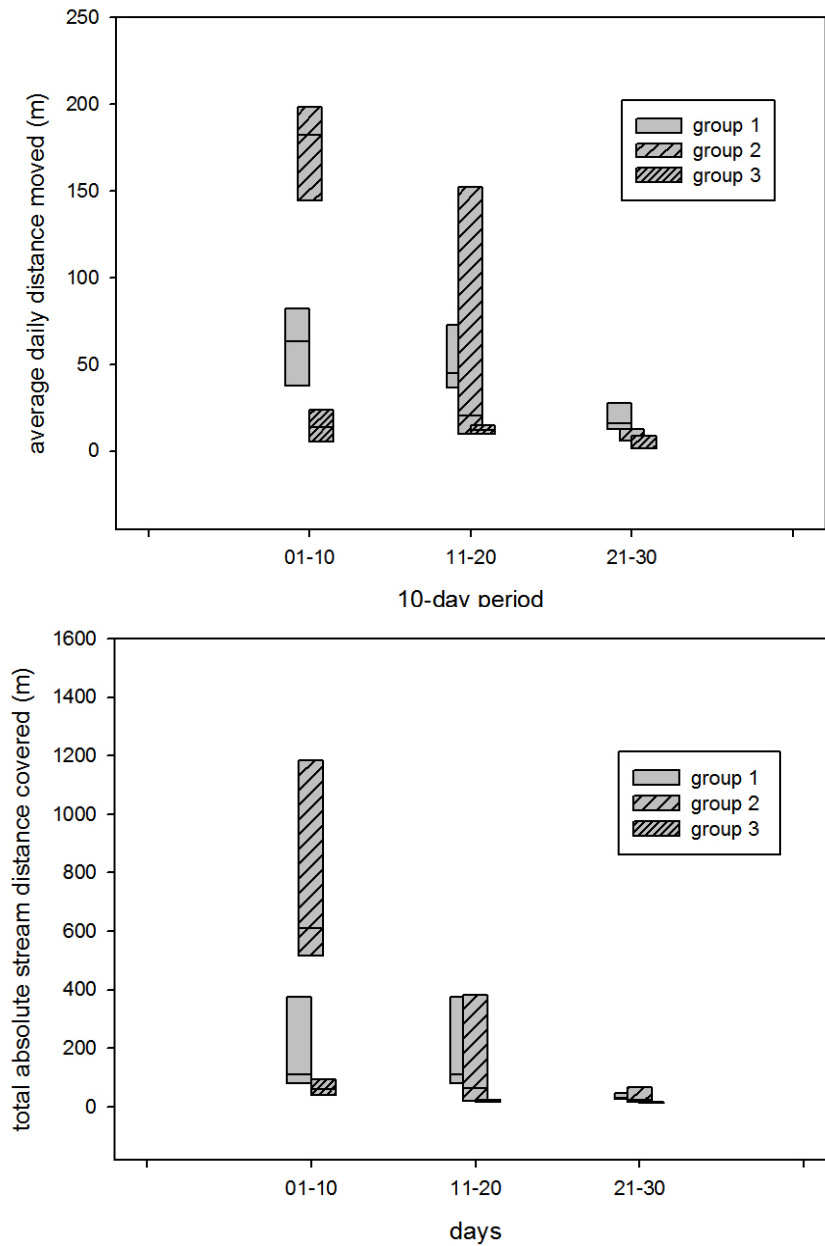 250
200
150
100
50
0
average daily distance moved (m)
group 1
group 2
group 3
01-10
11-20
21-30
10-day period
1600
1400
1200
1000
800
600
400
200
0
total absolute stream distance covered (m)
group 1
group 2
group 3
01-10
11-20
21-30
days